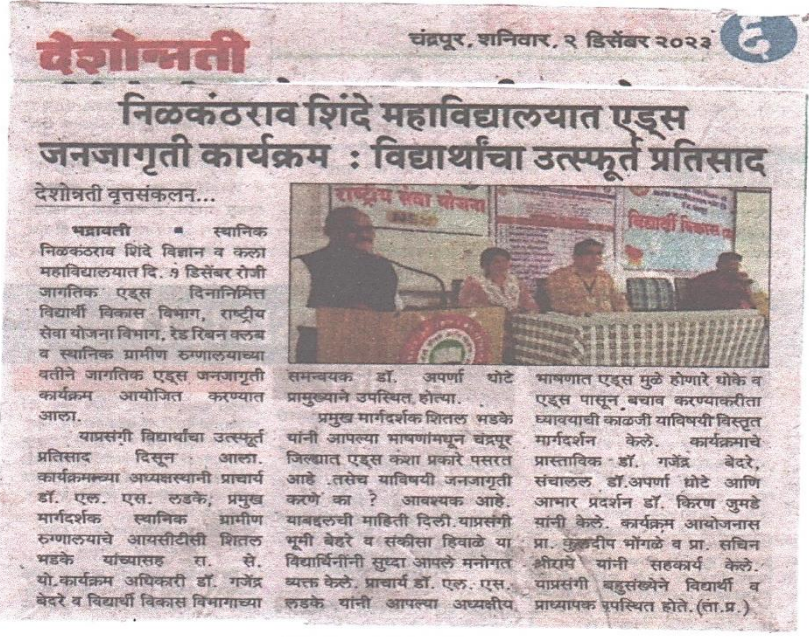 देशोन्नती
चंद्रपूर, शनिवार, २ डिसेंबर २०२३
६
निळकंठराव शिंदे महाविद्यालयात एड्स
जनजागृती कार्यक्रम : विद्यार्थांचा उत्स्फूर्त प्रतिसाद
देशोन्नती वृत्तसंकलन...
भद्रावती ▪ स्थानिक
निळकंठराव शिंदे विज्ञान व कला
महाविद्यालयात दि. १ डिसेंबर रोजी
जागतिक एड्स दिनानिमित्त
विद्यार्थी विकास विभाग, राष्ट्रीय
सेवा योजना विभाग, रेड रिबन क्लब
व स्थानिक ग्रामीण रुग्णालयाच्या
वतीने जागतिक एड्स जनजागृती
कार्यक्रम आयोजित करण्यात
आला.
याप्रसंगी विद्यार्थांचा उत्स्फूर्त
प्रतिसाद दिसून आला.
कार्यक्रमाच्या अध्यक्षस्थानी प्राचार्य
डॉ. एल. एस. लडके, प्रमुख
मार्गदर्शक स्थानिक ग्रामीण
रुग्णालयाचे आयसीटीसी शितल
भडके यांच्यासह रा. से.
यो.कार्यक्रम अधिकारी डॉ. गजेंद्र
बेदरे व विद्यार्थी विकास विभागाच्या
राष्ट्रीय सेवा योजना
विद्यार्थी विकास
समन्वयक डॉ. अपर्णा धोटे
प्रामुख्याने उपस्थित होत्या.
प्रमुख मार्गदर्शक शितल भडके
यांनी आपल्या भाषणांमधून चंद्रपूर
जिल्ह्यात एड्स कशा प्रकारे पसरत
आहे .तसेच याविषयी जनजागृती
करणे का ? आवश्यक आहे.
याबद्दलची माहिती दिली.याप्रसंगी
भूमी बेहरे व संकीसा हिवाळे या
विद्यार्थिनींनी सुध्दा आपले मनोगत
व्यक्त केले. प्राचार्य डॉ. एल. एस.
लडके यांनी आपल्या अध्यक्षीय
भाषणात एड्स मुळे होणारे धोके व
एड्स पासून बचाव करण्याकरीता
घ्यावयाची काळजी याविषयी विस्तृत
मार्गदर्शन केले. कार्यक्रमाचे
प्रास्ताविक डॉ. गजेंद्र बेदरे,
संचालल डॉ.अपर्णा धोटे आणि
आभार प्रदर्शन डॉ. किरण जुमडे
यांनी केले. कार्यक्रम आयोजनास
प्रा. कुलदीप भोंगळे व प्रा. सचिन
श्रीरामे यांनी सहकार्य केले.
याप्रसंगी बहुसंख्येने विद्यार्थी व
प्राध्यापक उपस्थित होते.(ता.प्र.)